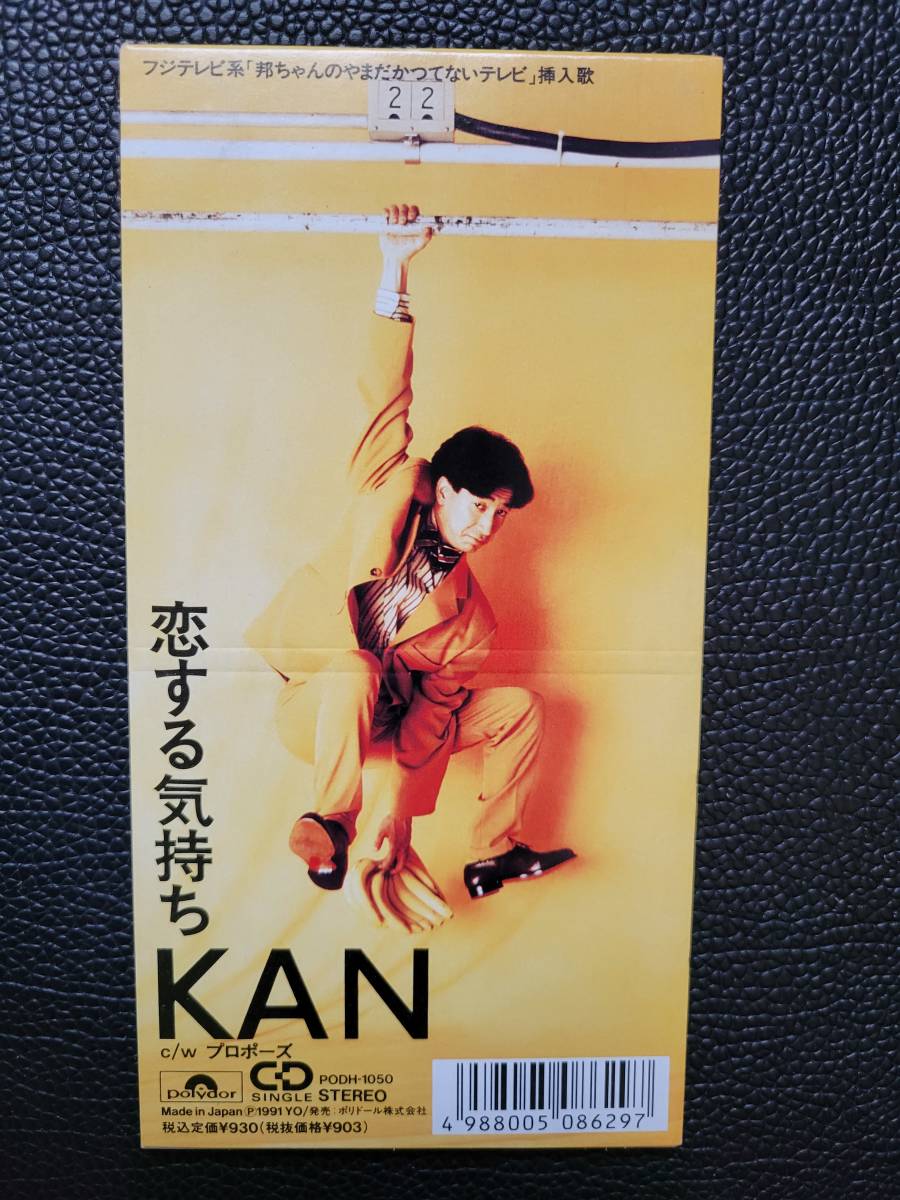 フジテレビ系「邦ちゃんのやまだかつてないテレビ」挿入歌
2 2
恋する気持ち
KAN
c/w プロポーズ
polydor
CD SINGLE
PODH-1050
STEREO
Made in Japan Ⓟ1991 YO/発売:ポリドール株式会社
税込定価¥930(税抜価格¥903)
4 988005 086297